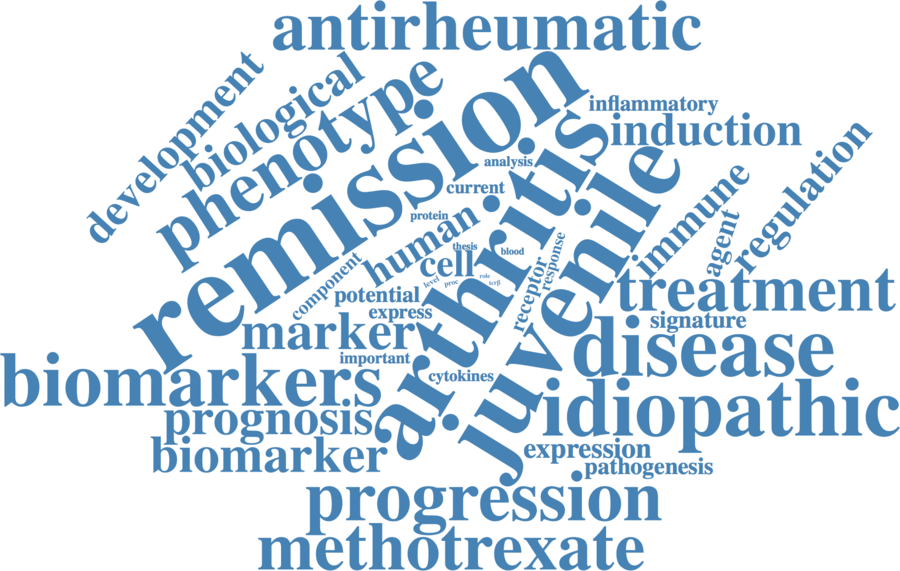 antirheumatic
development
biological
phenotype
remission
inflammatory
induction
arthritis
juvenile
analysis
current
protein
human
thesis
blood
cell
level
proc
role
tcrβ
component
potential
express
marker
important
receptor
response
immune
agent
regulation
treatment
signature
disease
biomarkers
cytokines
idiopathic
prognosis
biomarker
expression
pathogenesis
progression
methotrexate